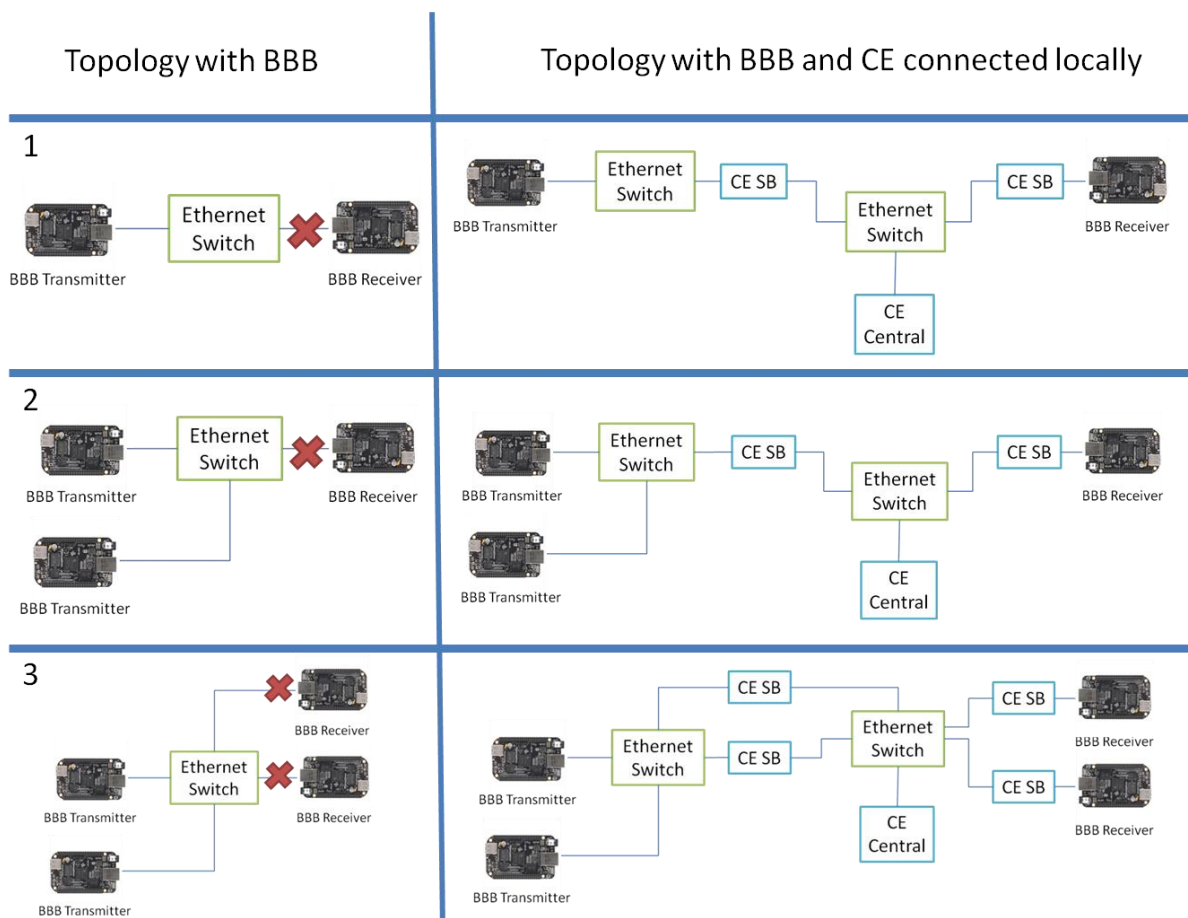 Topology with BBB
Topology with BBB and CE connected locally
1
Ethernet
Switch
BBB Transmitter
BBB Receiver
Ethernet
Switch
CE SB
CE SB
BBB Transmitter
Ethernet
Switch
BBB Receiver
CE
Central
2
Ethernet
Switch
BBB Transmitter
BBB Receiver
BBB Transmitter
Ethernet
Switch
CE SB
CE SB
BBB Transmitter
Ethernet
Switch
BBB Receiver
BBB Transmitter
CE
Central
3
BBB Receiver
Ethernet
Switch
BBB Transmitter
BBB Receiver
BBB Transmitter
CE SB
CE SB
Ethernet
Switch
BBB Receiver
Ethernet
Switch
CE SB
CE SB
BBB Transmitter
BBB Receiver
CE
Central
BBB Transmitter